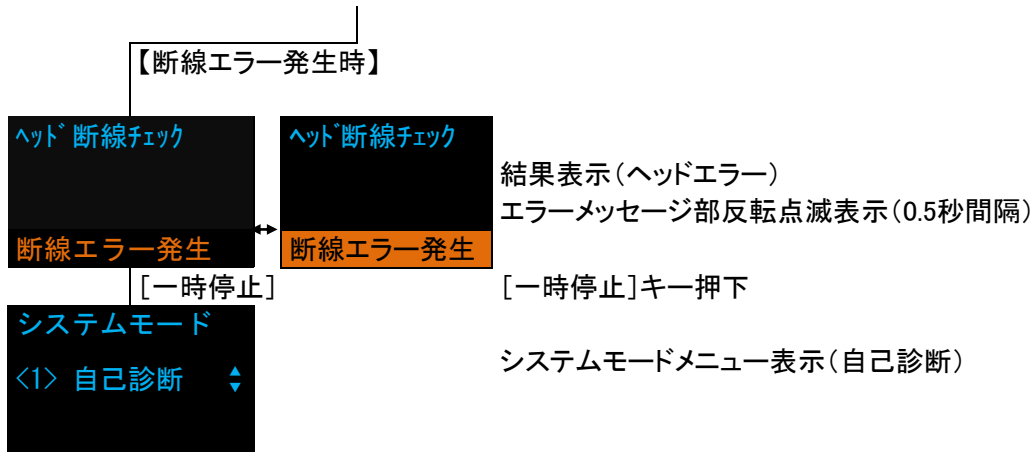 【断線エラー発生時】
ﾍｯﾄﾞ断線ﾁｪｯｸ
ﾍｯﾄﾞ断線ﾁｪｯｸ
結果表示(ヘッドエラー)
エラーメッセージ部反転点滅表示(0.5秒間隔)
断線エラー発生
断線エラー発生
[一時停止]
[一時停止]キー押下
システムモード
<1> 自己診断
システムモードメニュー表示(自己診断)